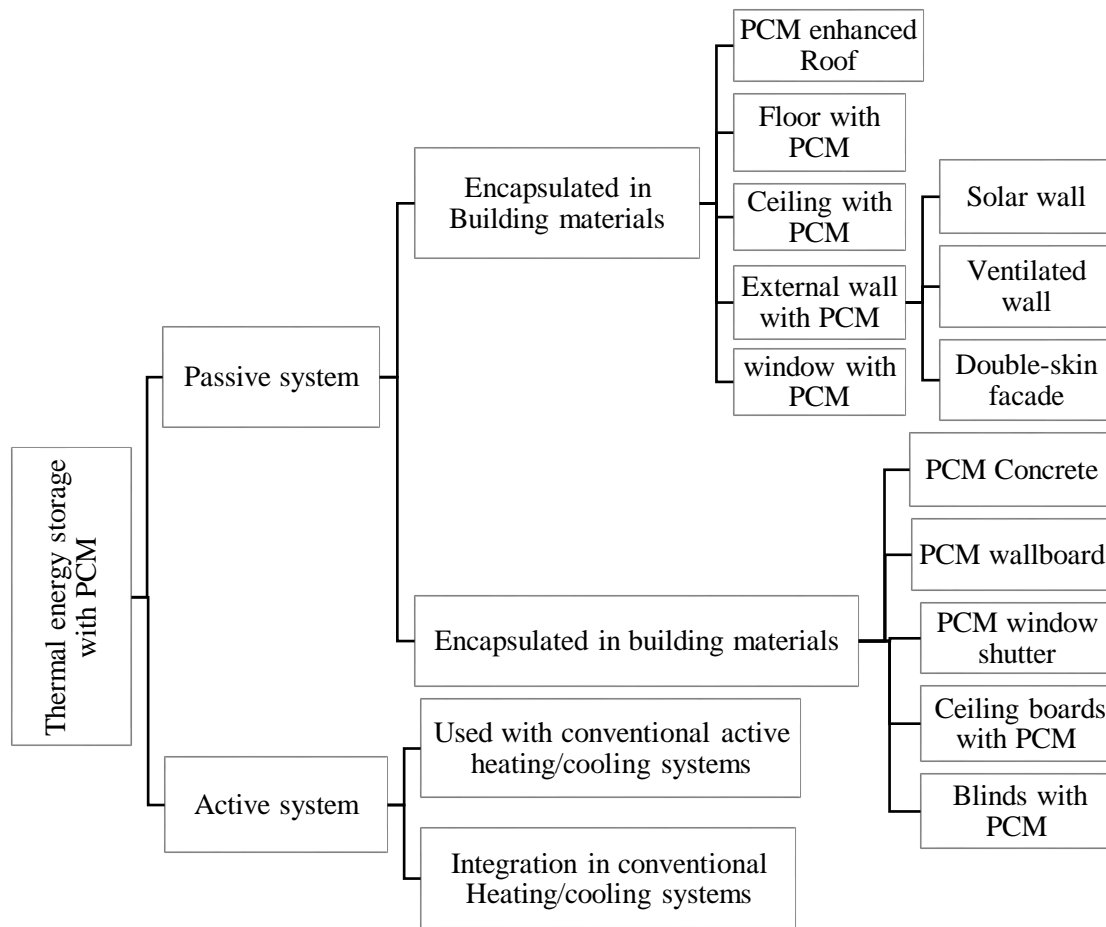 Thermal energy storage
with PCM
Passive system
Encapsulated in
Building materials
PCM enhanced
Roof
Floor with
PCM
Ceiling with
PCM
External wall
with PCM
window with
PCM
Solar wall
Ventilated
wall
Double-skin
facade
Encapsulated in building materials
PCM Concrete
PCM wallboard
PCM window
shutter
Ceiling boards
with PCM
Blinds with
PCM
Active system
Used with conventional active
heating/cooling systems
Integration in conventional
Heating/cooling systems